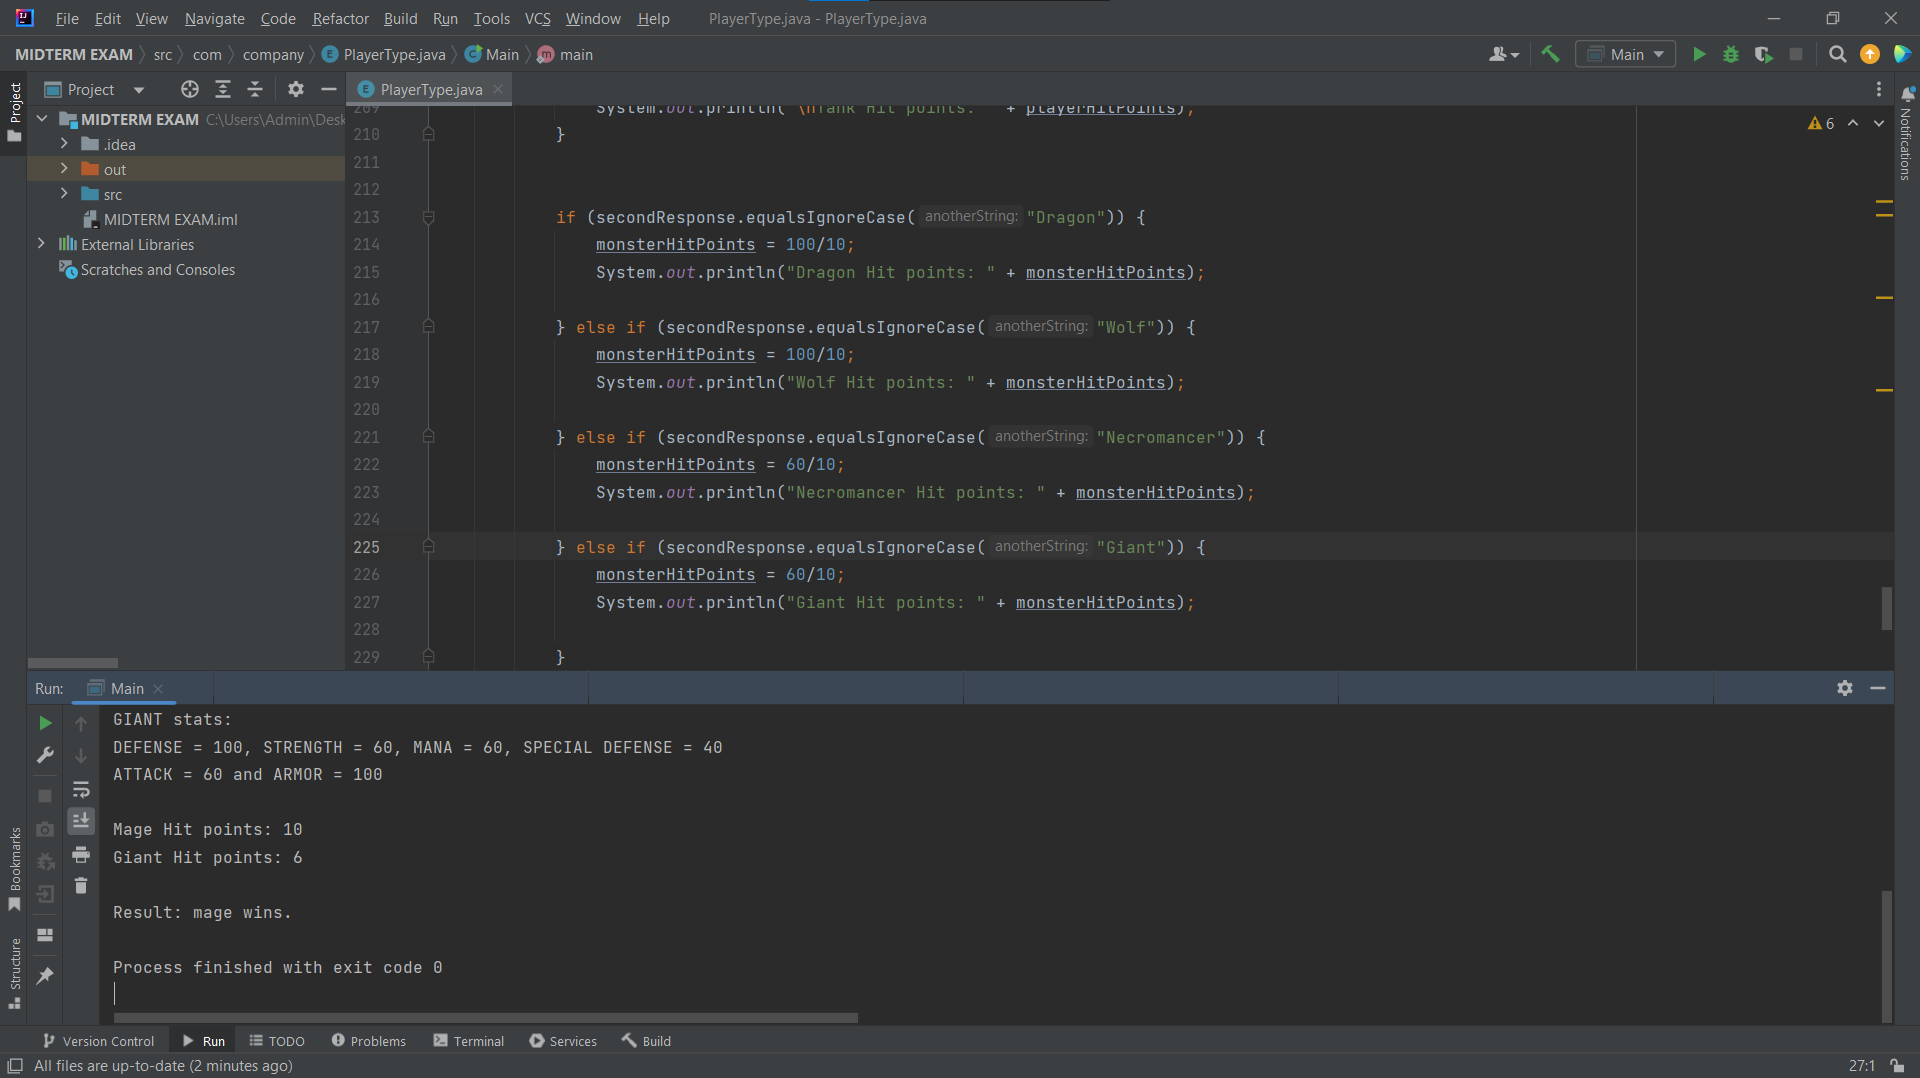 File Edit View Navigate Code Refactor Build Run Tools VCS Window Help PlayerType.java - PlayerType.java
MIDTERM EXAM src com company PlayerType.java Main main Main
Project PlayerType.java
Project
Notifications
MIDTERM EXAM C:\Users\Admin\Desk
.idea
out
src
MIDTERM EXAM.iml
External Libraries
Scratches and Consoles
6
209 System.out.println("\nTank Hit points: " + playerHitPoints);
210 }
211
212
213 if (secondResponse.equalsIgnoreCase( anotherString: "Dragon")) {
214 monsterHitPoints = 100/10;
215 System.out.println("Dragon Hit points: " + monsterHitPoints);
216
217 } else if (secondResponse.equalsIgnoreCase( anotherString: "Wolf")) {
218 monsterHitPoints = 100/10;
219 System.out.println("Wolf Hit points: " + monsterHitPoints);
220
221 } else if (secondResponse.equalsIgnoreCase( anotherString: "Necromancer")) {
222 monsterHitPoints = 60/10;
223 System.out.println("Necromancer Hit points: " + monsterHitPoints);
224
225 } else if (secondResponse.equalsIgnoreCase( anotherString: "Giant")) {
226 monsterHitPoints = 60/10;
227 System.out.println("Giant Hit points: " + monsterHitPoints);
228
229 }
Run: Main
GIANT stats:
DEFENSE = 100, STRENGTH = 60, MANA = 60, SPECIAL DEFENSE = 40
ATTACK = 60 and ARMOR = 100
Mage Hit points: 10
Giant Hit points: 6
Result: mage wins.
Process finished with exit code 0
Bookmarks
Structure
Version Control Run TODO Problems Terminal Services Build
All files are up-to-date (2 minutes ago) 27:1